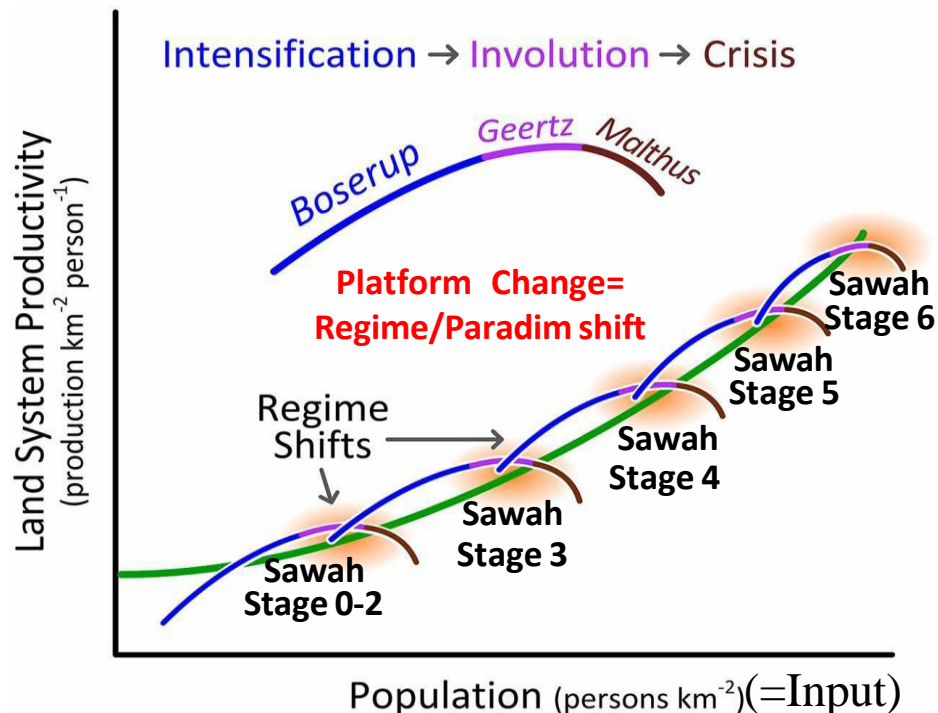 Intensification → Involution → Crisis
Boserup
Geertz
Malthus
Land System Productivity
(production km⁻² person⁻¹)
Platform Change=
Regime/Paradim shift
Regime
Shifts
Sawah
Stage 0-2
Sawah
Stage 3
Sawah
Stage 4
Sawah
Stage 5
Sawah
Stage 6
Population (persons km⁻²)(=Input)